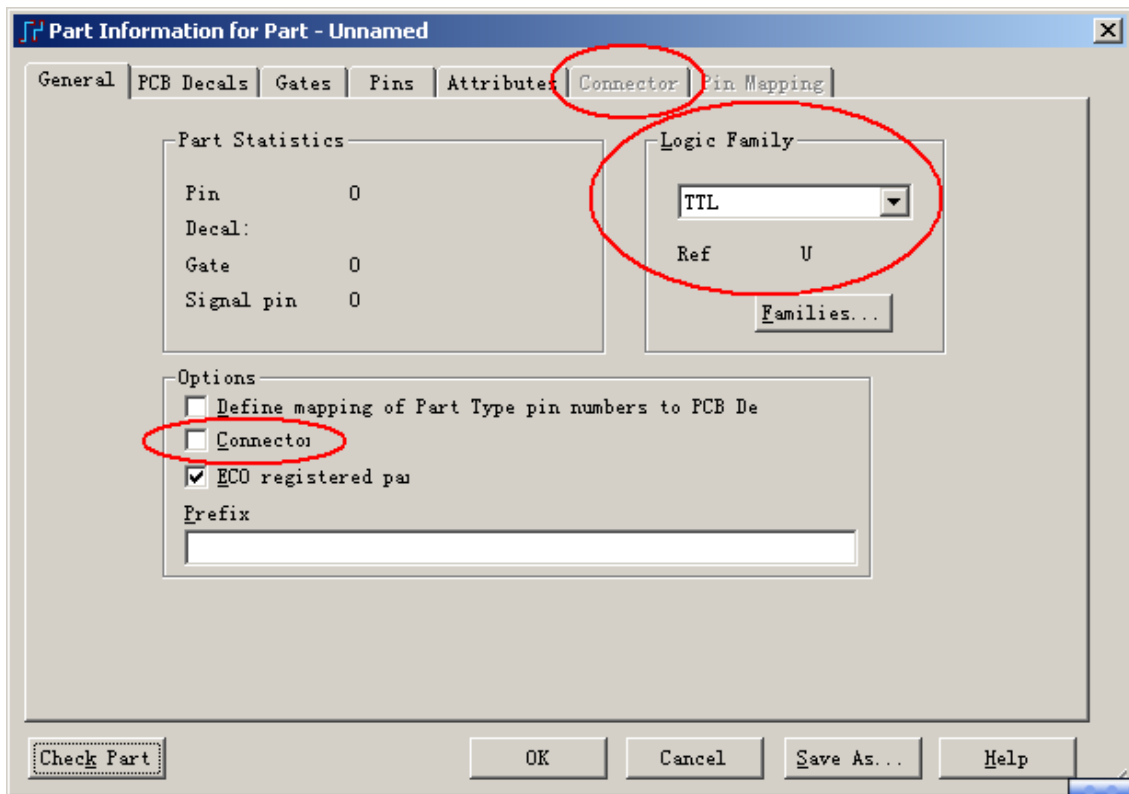 Part Information for Part - Unnamed
General PCB Decals Gates Pins Attributes Connector Pin Mapping
Part Statistics
Pin 0
Decal:
Gate 0
Signal pin 0
Logic Family
TTL
Ref U
Families...
Options
Define mapping of Part Type pin numbers to PCB De
Connector
ECO registered par
Prefix
Check Part OK Cancel Save As... Help